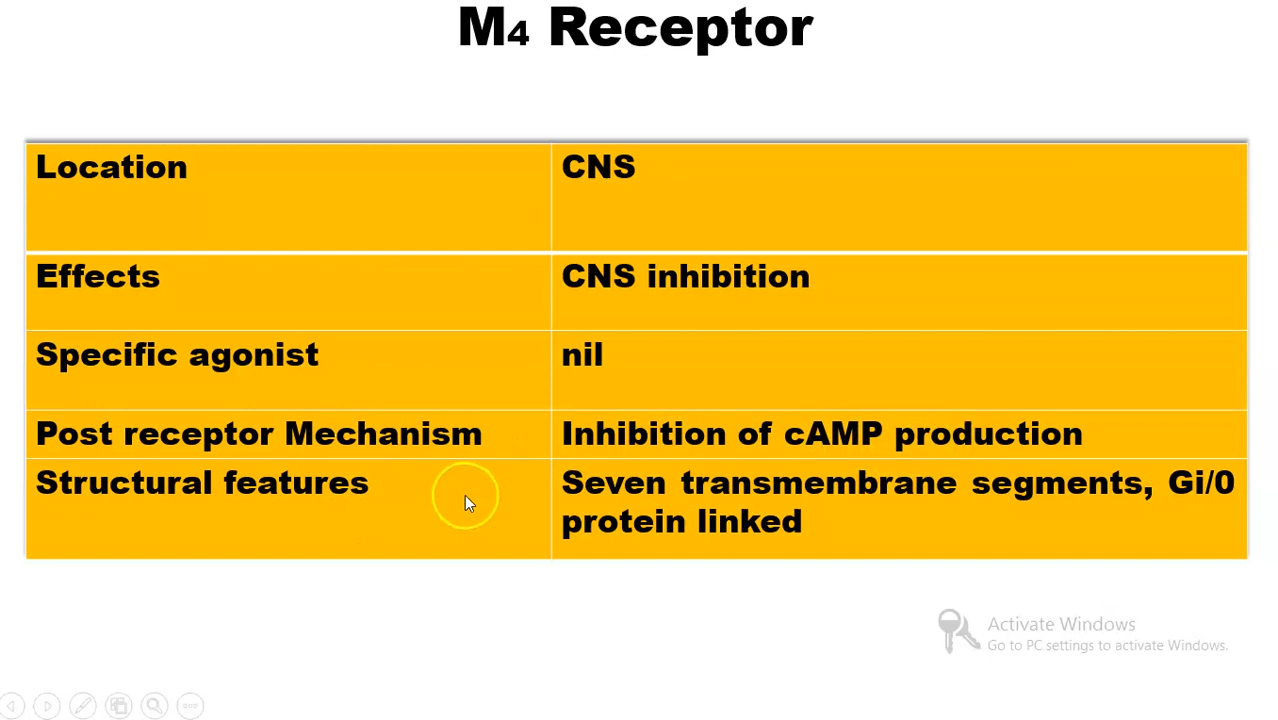 M4 Receptor
Location
CNS
Effects
CNS inhibition
Specific agonist
nil
Post receptor Mechanism
Inhibition of cAMP production
Structural features
Seven transmembrane segments, Gi/0
protein linked
Activate Windows
Go to PC settings to activate Windows.